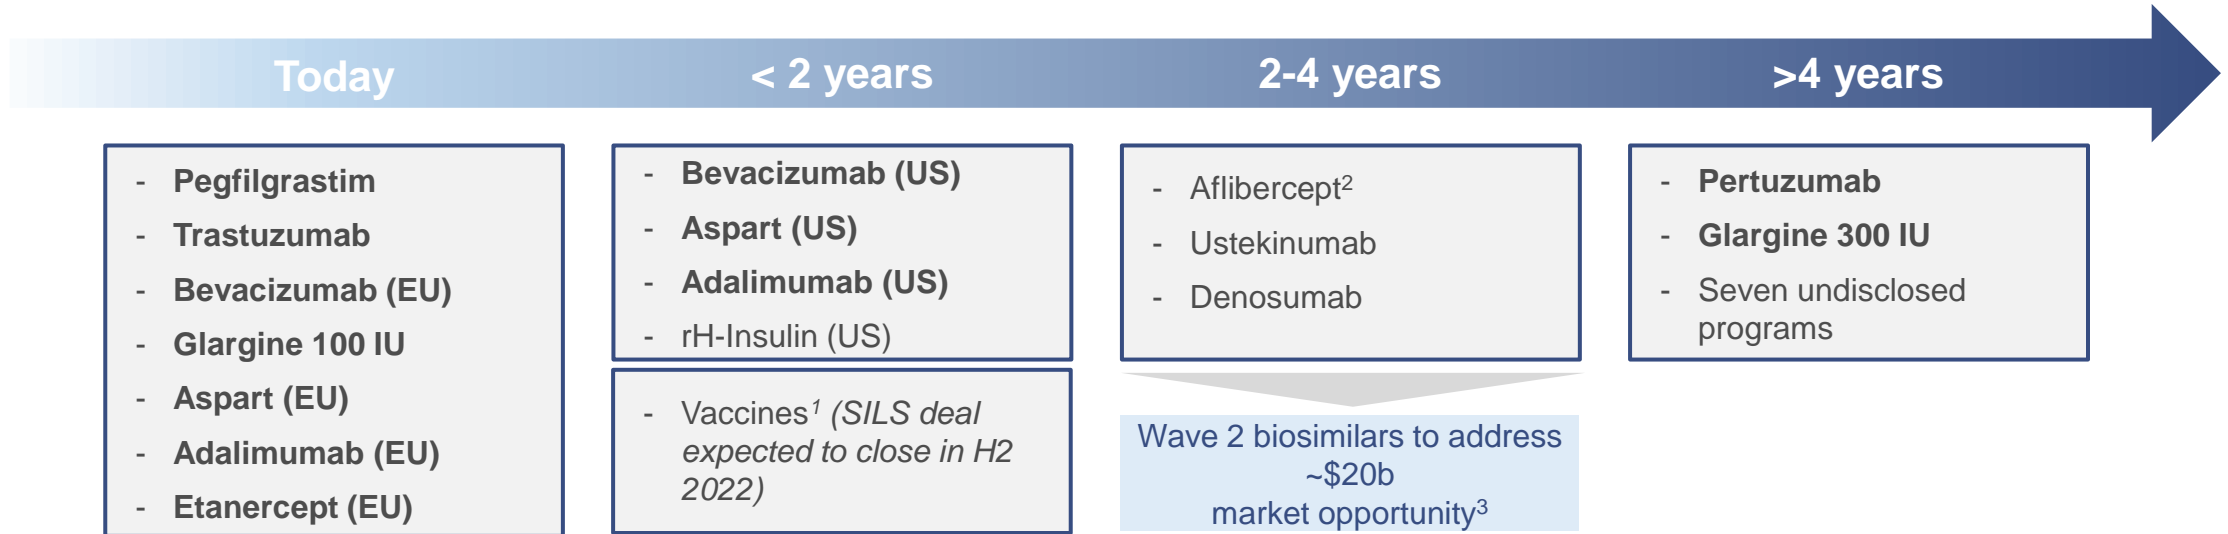 Today
< 2 years
2-4 years
>4 years
- Pegfilgrastim
- Trastuzumab
- Bevacizumab (EU)
- Glargine 100 IU
- Aspart (EU)
- Adalimumab (EU)
- Etanercept (EU)
- Bevacizumab (US)
- Aspart (US)
- Adalimumab (US)
- rH-Insulin (US)
- Vaccines¹ (SILS deal
expected to close in H2
2022)
- Aflibercept²
- Ustekinumab
- Denosumab
Wave 2 biosimilars to address
~$20b
market opportunity³
- Pertuzumab
- Glargine 300 IU
- Seven undisclosed
programs